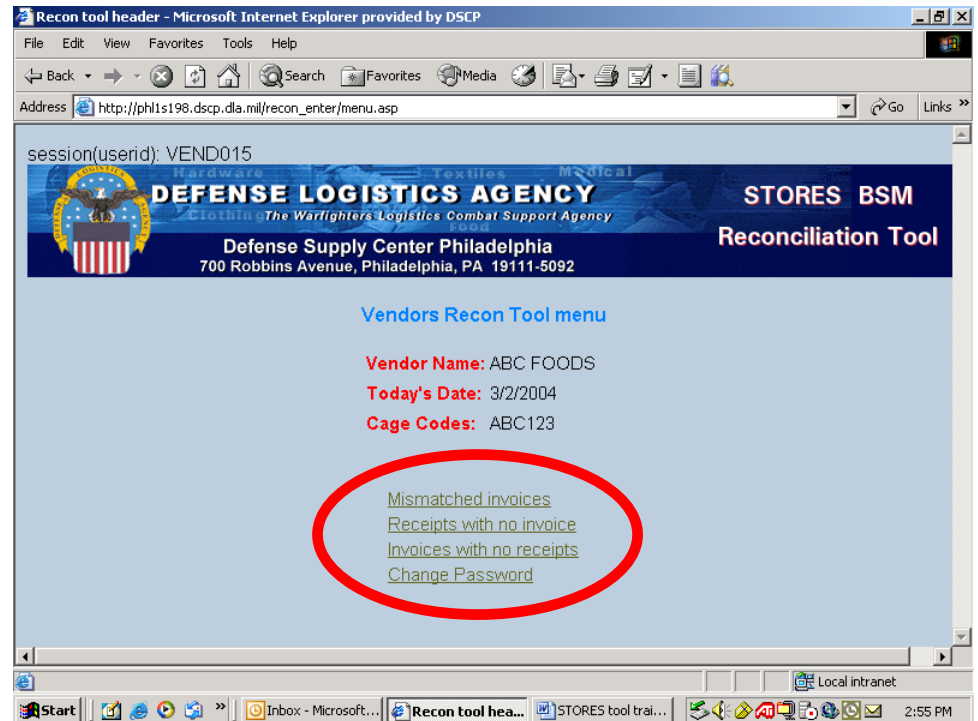 Recon tool header - Microsoft Internet Explorer provided by DSCP
File Edit View Favorites Tools Help
Back Search Favorites Media
Address http://phl1s198.dscp.dla.mil/recon_enter/menu.asp Go Links »
session(userid): VEND015
Hardware Textiles Medical
DEFENSE LOGISTICS AGENCY
Clothing The Warfighters Logistics Combat Support Agency
Food
Defense Supply Center Philadelphia
700 Robbins Avenue, Philadelphia, PA 19111-5092
STORES BSM
Reconciliation Tool
Vendors Recon Tool menu
Vendor Name: ABC FOODS
Today's Date: 3/2/2004
Cage Codes: ABC123
Mismatched invoices
Receipts with no invoice
Invoices with no receipts
Change Password
Local intranet
Start » Inbox - Microsoft... Recon tool hea... STORES tool trai... 2:55 PM